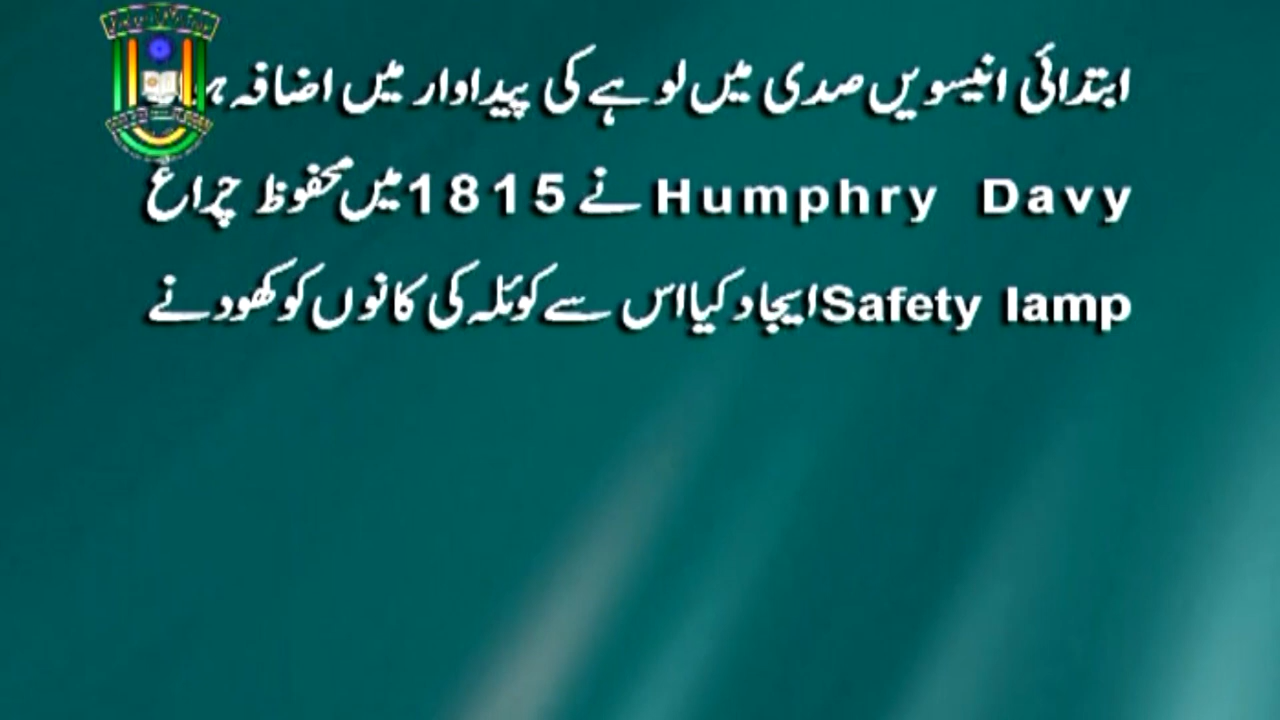 ابتدائی انیسویں صدی میں لوہے کی پیداوار میں اضافہ
Humphry Davy نے 1815 میں محفوظ چراغ
Safety lamp ایجاد کیا اس سے کوئلہ کی کانوں کو کھودنے